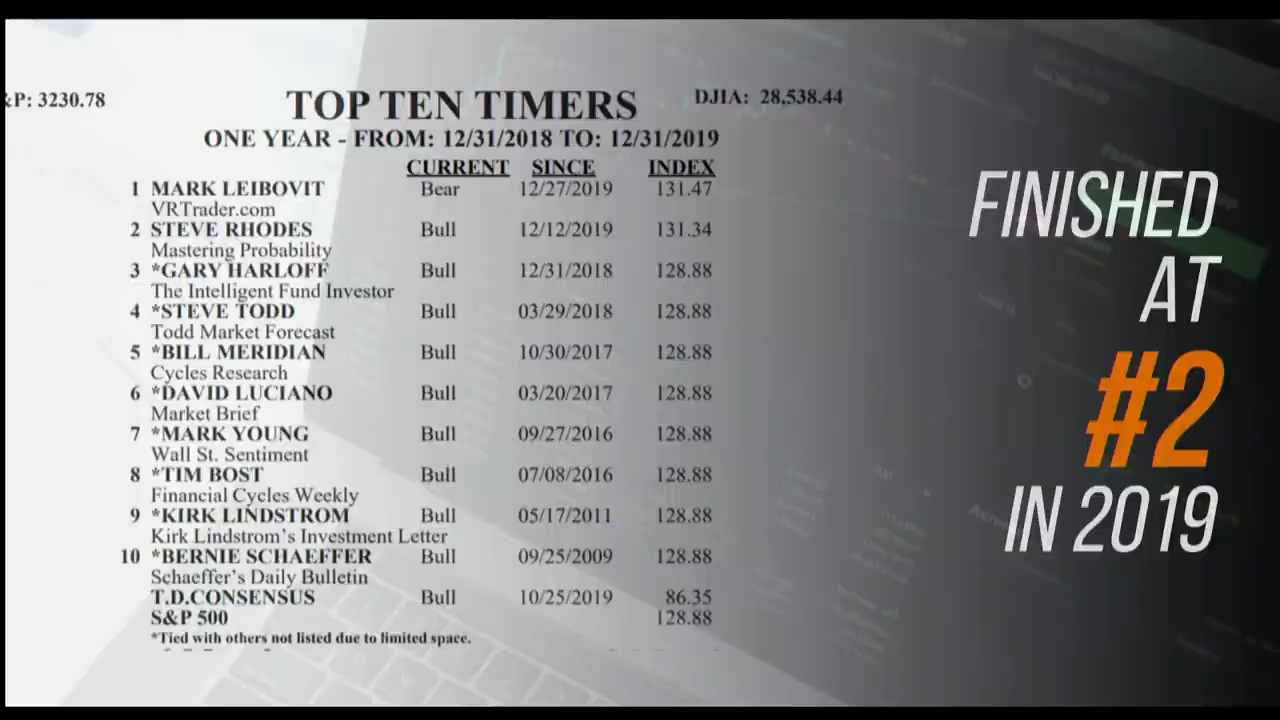 &P: 3230.78
TOP TEN TIMERS
DJIA: 28,538.44
ONE YEAR - FROM: 12/31/2018 TO: 12/31/2019
CURRENT SINCE INDEX
1 MARK LEIBOVIT Bear 12/27/2019 131.47
VRTrader.com
2 STEVE RHODES Bull 12/12/2019 131.34
Mastering Probability
3 *GARY HARLOFF Bull 12/31/2018 128.88
The Intelligent Fund Investor
4 *STEVE TODD Bull 03/29/2018 128.88
Todd Market Forecast
5 *BILL MERIDIAN Bull 10/30/2017 128.88
Cycles Research
6 *DAVID LUCIANO Bull 03/20/2017 128.88
Market Brief
7 *MARK YOUNG Bull 09/27/2016 128.88
Wall St. Sentiment
8 *TIM BOST Bull 07/08/2016 128.88
Financial Cycles Weekly
9 *KIRK LINDSTROM Bull 05/17/2011 128.88
Kirk Lindstrom's Investment Letter
10 *BERNIE SCHAEFFER Bull 09/25/2009 128.88
Schaeffer's Daily Bulletin
T.D.CONSENSUS Bull 10/25/2019 86.35
S&P 500 128.88
*Tied with others not listed due to limited space.
FINISHED
AT
#2
IN 2019